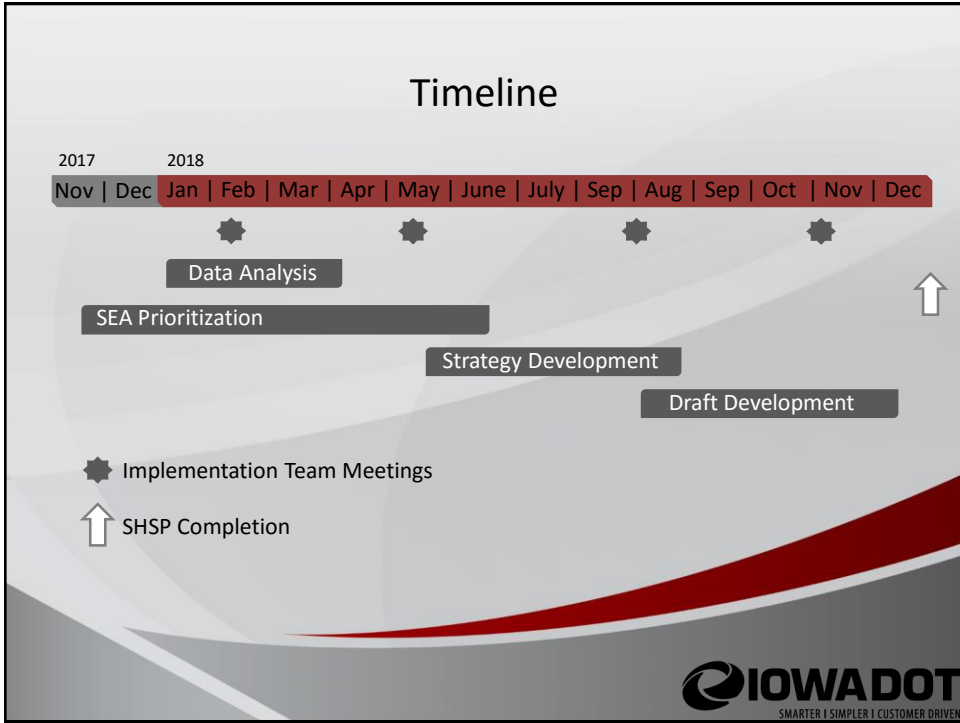 Timeline
2017 2018
Nov | Dec Jan | Feb | Mar | Apr | May | June | July | Sep | Aug | Sep | Oct | Nov | Dec
Data Analysis
SEA Prioritization
Strategy Development
Draft Development
Implementation Team Meetings
SHSP Completion
IOWADOT
SMARTER I SIMPLER I CUSTOMER DRIVEN